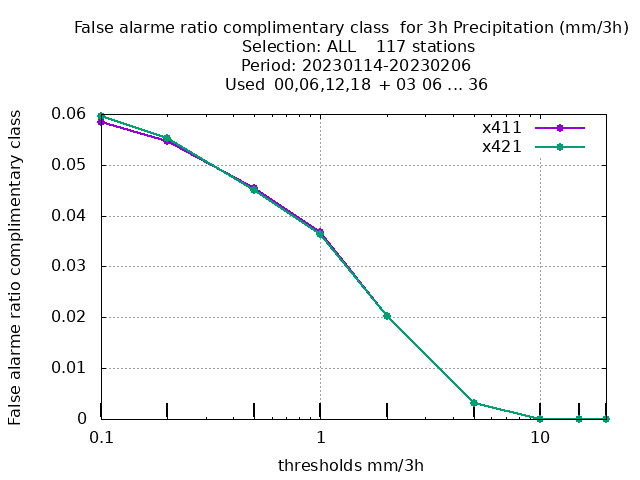 False alarme ratio complimentary class  for 3h Precipitation (mm/3h)
Selection: ALL    117 stations
Period: 20230114-20230206
Used  00,06,12,18 + 03 06 ... 36
False alarme ratio complimentary class
0.06
0.05
0.04
0.03
0.02
0.01
0
x411
x421
0.1
1
10
thresholds mm/3h